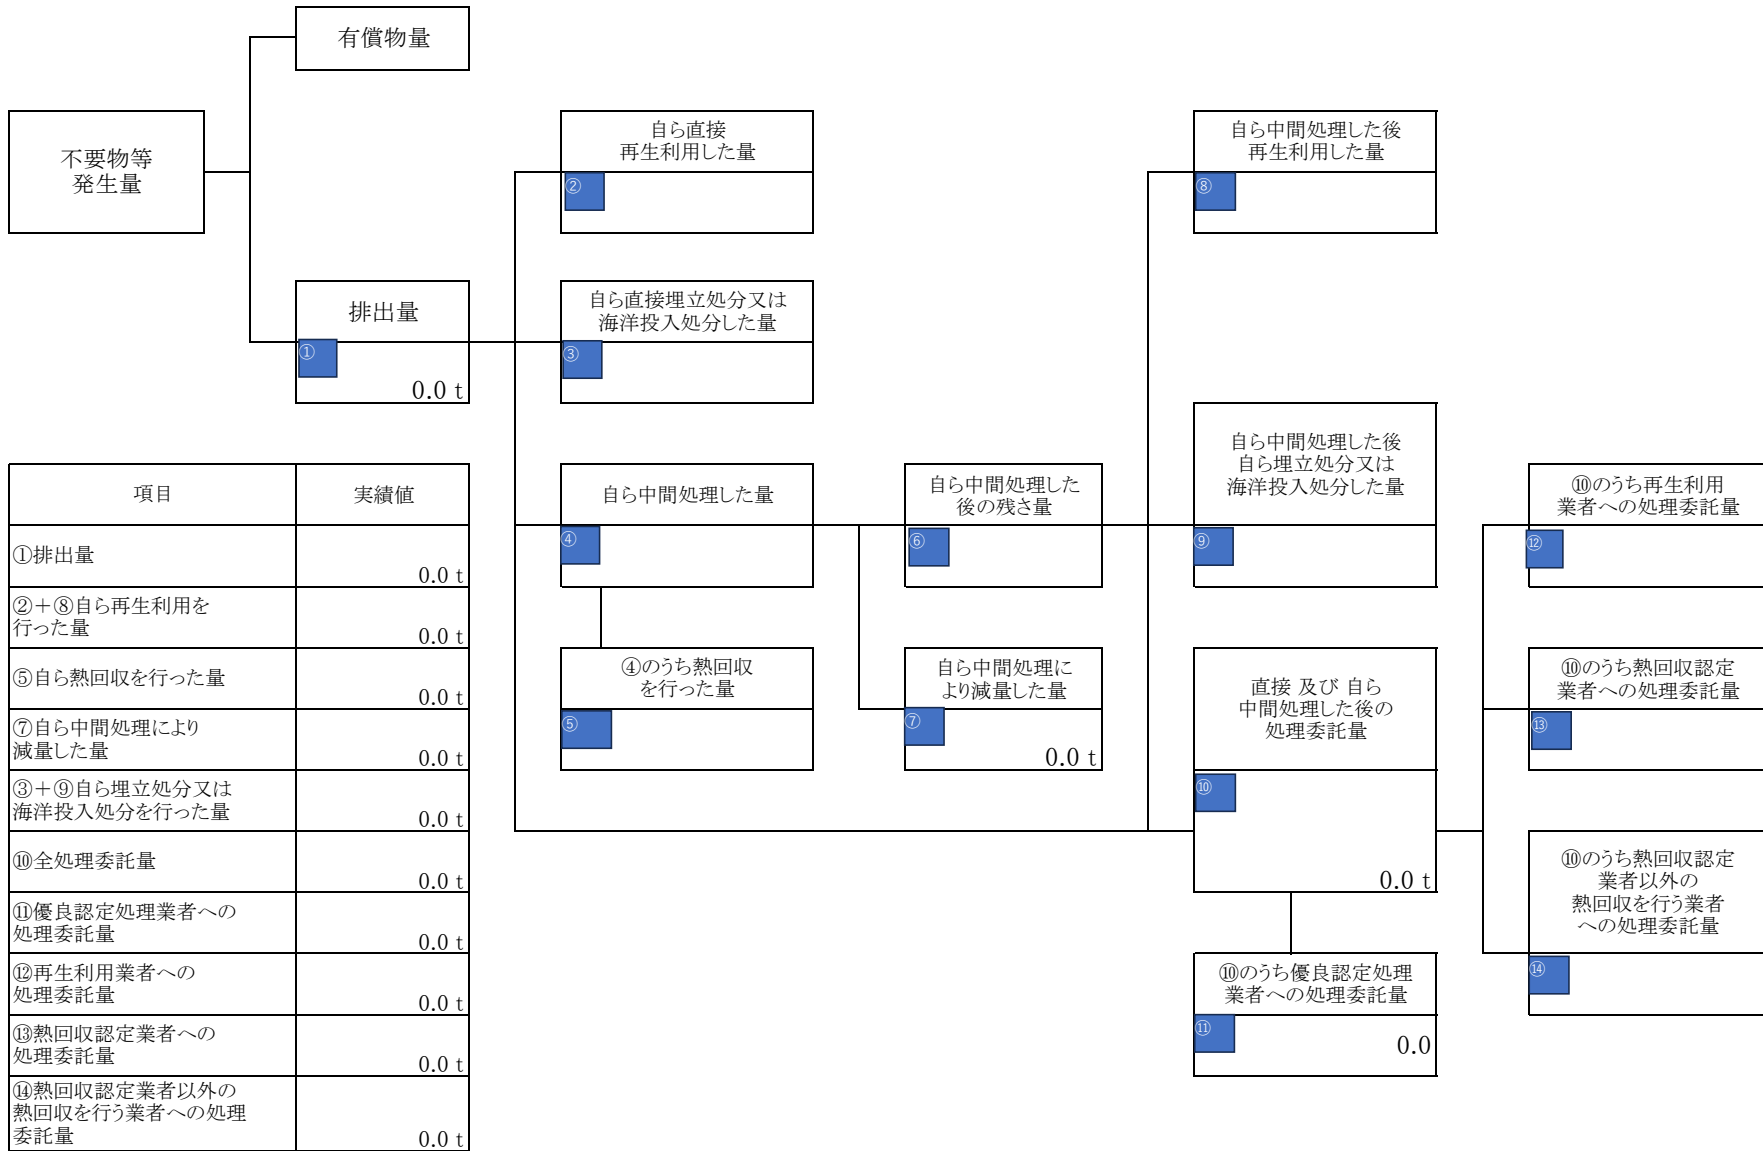 有償物量
不要物等
発生量
自ら直接
再生利用した量
②
自ら中間処理した後
再生利用した量
⑧
排出量
①
0.0 t
自ら直接埋立処分又は
海洋投入処分した量
③
自ら中間処理した量
④
自ら中間処理した
後の残さ量
⑥
自ら中間処理した後
自ら埋立処分又は
海洋投入処分した量
⑨
⑩のうち再生利用
業者への処理委託量
⑫
④のうち熱回収
を行った量
⑤
自ら中間処理に
より減量した量
⑦
0.0 t
直接 及び 自ら
中間処理した後の
処理委託量
⑩
0.0 t
⑩のうち熱回収認定
業者への処理委託量
⑬
⑩のうち熱回収認定
業者以外の
熱回収を行う業者
への処理委託量
⑭
⑩のうち優良認定処理
業者への処理委託量
⑪
0.0
項目
実績値
①排出量
0.0 t
②＋⑧自ら再生利用を
行った量
0.0 t
⑤自ら熱回収を行った量
0.0 t
⑦自ら中間処理により
減量した量
0.0 t
③＋⑨自ら埋立処分又は
海洋投入処分を行った量
0.0 t
⑩全処理委託量
0.0 t
⑪優良認定処理業者への
処理委託量
0.0 t
⑫再生利用業者への
処理委託量
0.0 t
⑬熱回収認定業者への
処理委託量
0.0 t
⑭熱回収認定業者以外の
熱回収を行う業者への処理
委託量
0.0 t